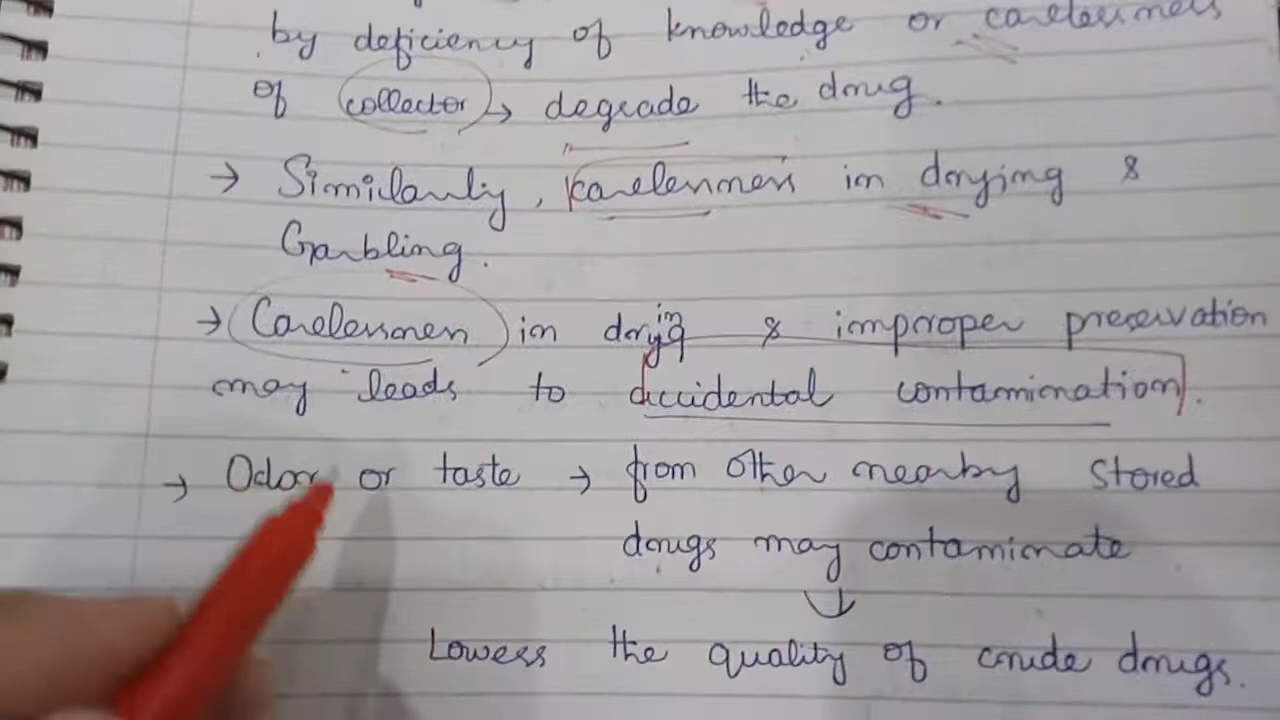 by deficiency of knowledge or carelessness
of collector → degrade the drug.
→ Similarly, carelessness in drying &
Garbling.
→ Carelessness in drying & improper preservation
may leads to accidental contamination.
→ Odor or taste → from other nearby stored
drugs may contaminate
↓
Lowess the quality of crude drugs.